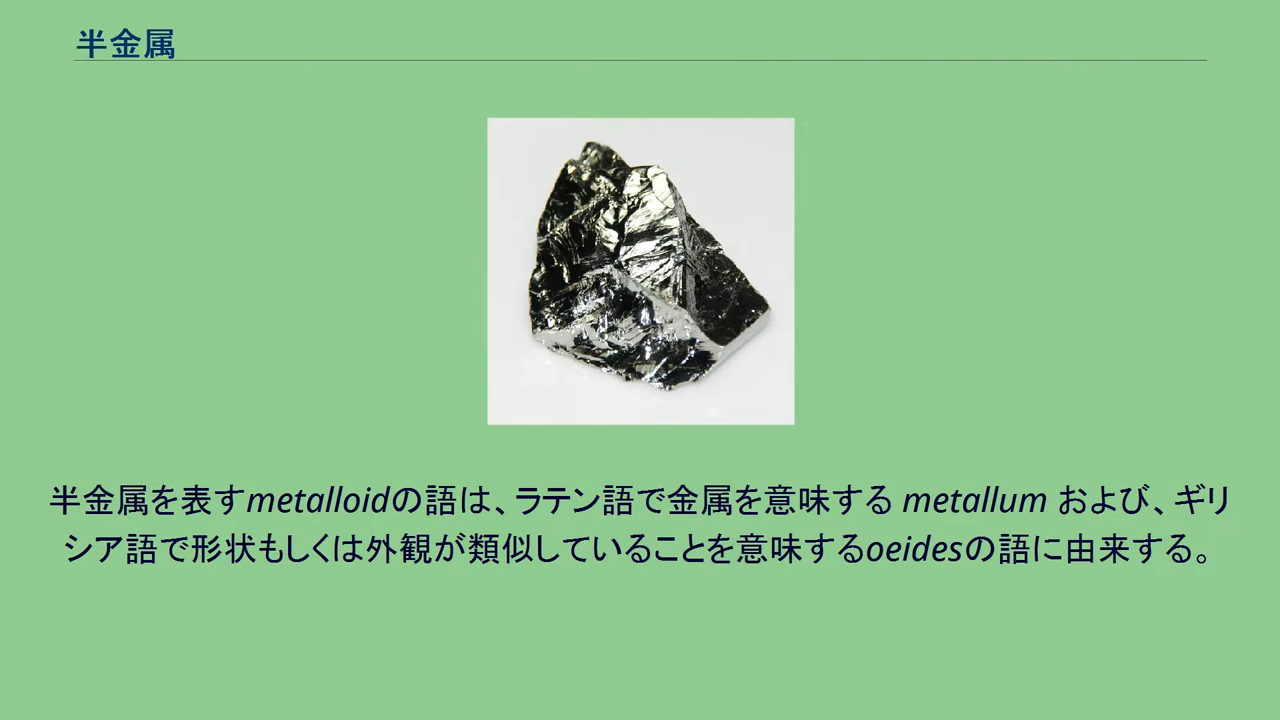 半金属
半金属を表すmetalloidの語は、ラテン語で金属を意味する metallum および、ギリ
シア語で形状もしくは外観が類似していることを意味するoeidesの語に由来する。